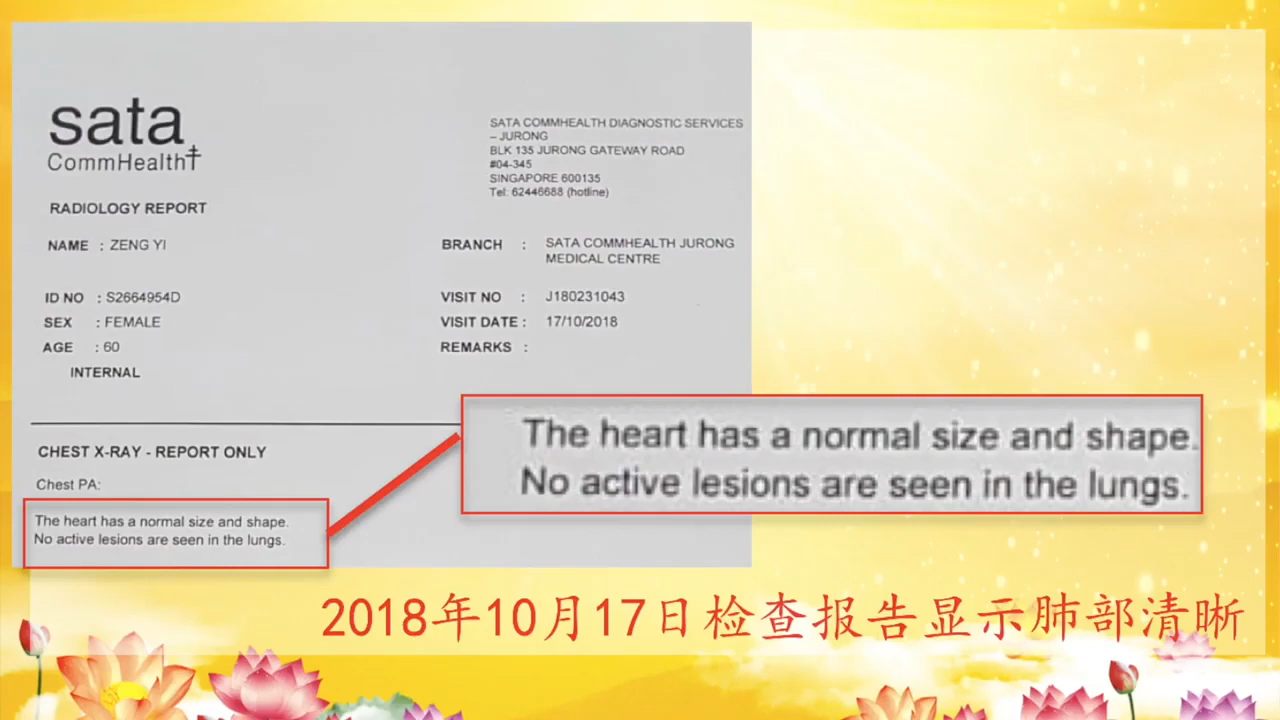 sata
CommHealth
SATA COMMHEALTH DIAGNOSTIC SERVICES
– JURONG
BLK 135 JURONG GATEWAY ROAD
#04-345
SINGAPORE 600135
Tel: 62446688 (hotline)
RADIOLOGY REPORT
NAME : ZENG YI
BRANCH : SATA COMMHEALTH JURONG
MEDICAL CENTRE
ID NO : S2664954D
VISIT NO : J180231043
SEX : FEMALE
VISIT DATE : 17/10/2018
AGE : 60
REMARKS :
INTERNAL
CHEST X-RAY - REPORT ONLY
Chest PA:
The heart has a normal size and shape.
No active lesions are seen in the lungs.
The heart has a normal size and shape.
No active lesions are seen in the lungs.
2018年10月17日检查报告显示肺部清晰